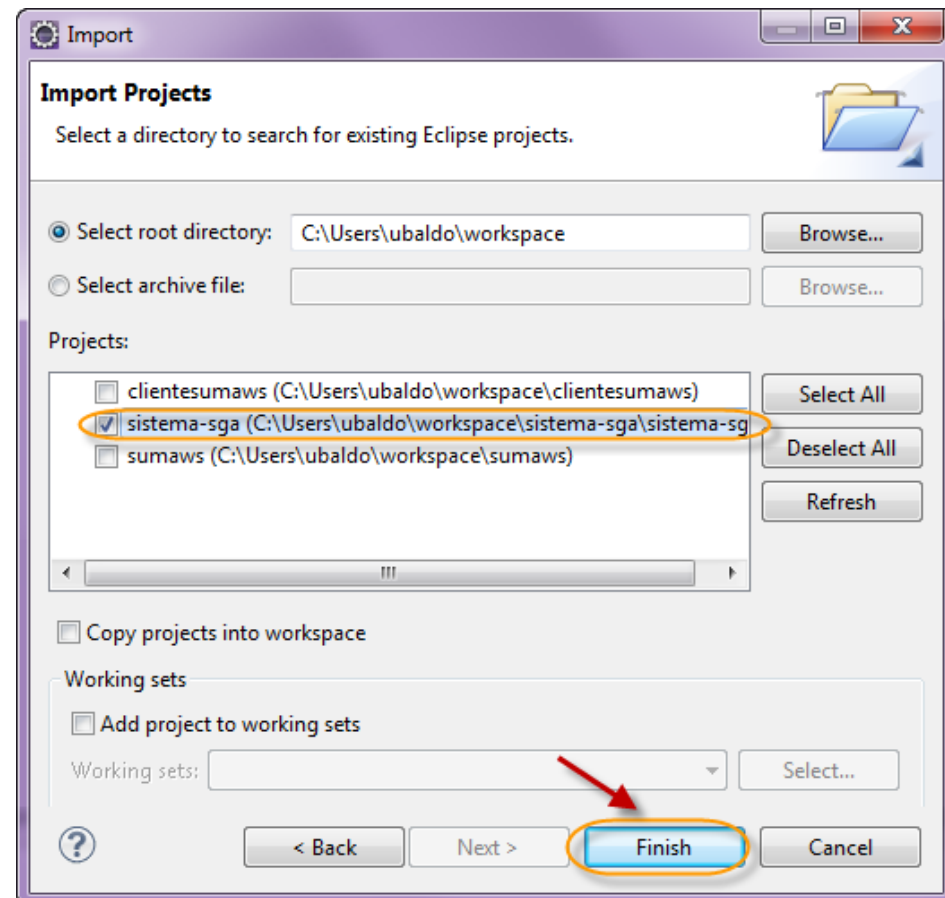 Import
Import Projects
Select a directory to search for existing Eclipse projects.
Select root directory: C:\Users\ubaldo\workspace Browse...
Select archive file: Browse...
Projects:
clientesumaws (C:\Users\ubaldo\workspace\clientesumaws) Select All
sistema-sga (C:\Users\ubaldo\workspace\sistema-sga\sistema-sg
Deselect All
sumaws (C:\Users\ubaldo\workspace\sumaws)
Refresh
Copy projects into workspace
Working sets
Add project to working sets
Working sets: Select...
? < Back Next > Finish Cancel